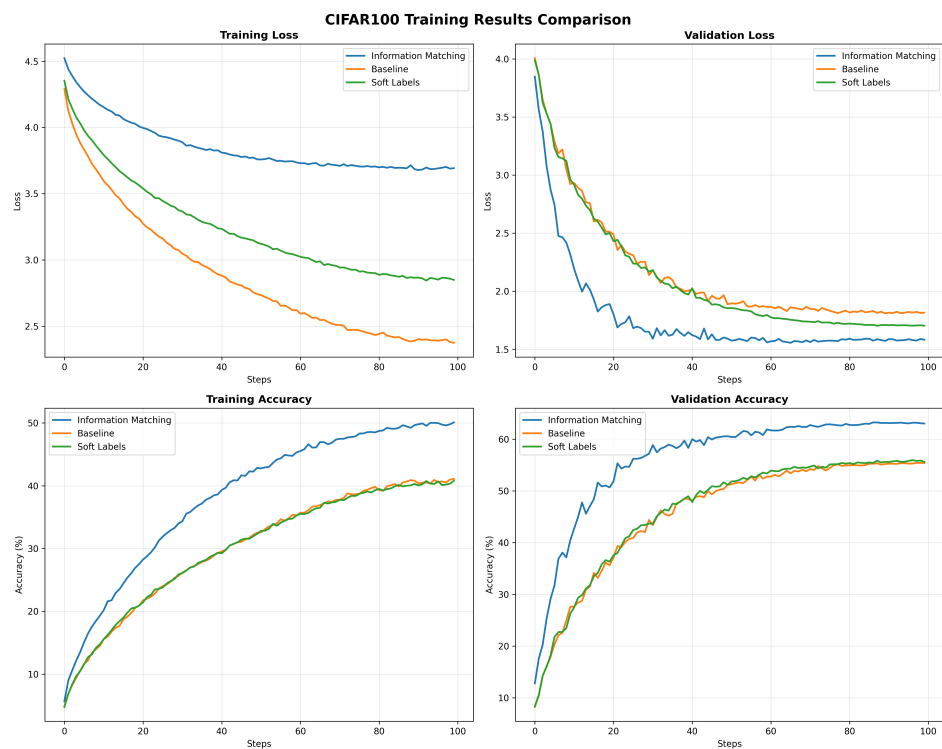 CIFAR100 Training Results Comparison
Training Loss
Loss
4.5
4.0
3.5
3.0
2.5
Information Matching
Baseline
Soft Labels
0 20 40 60 80 100
Steps
Validation Loss
Loss
4.0
3.5
3.0
2.5
2.0
1.5
Information Matching
Baseline
Soft Labels
0 20 40 60 80 100
Steps
Training Accuracy
Accuracy (%)
50
40
30
20
10
Information Matching
Baseline
Soft Labels
0 20 40 60 80 100
Steps
Validation Accuracy
Accuracy (%)
60
50
40
30
20
10
Information Matching
Baseline
Soft Labels
0 20 40 60 80 100
Steps